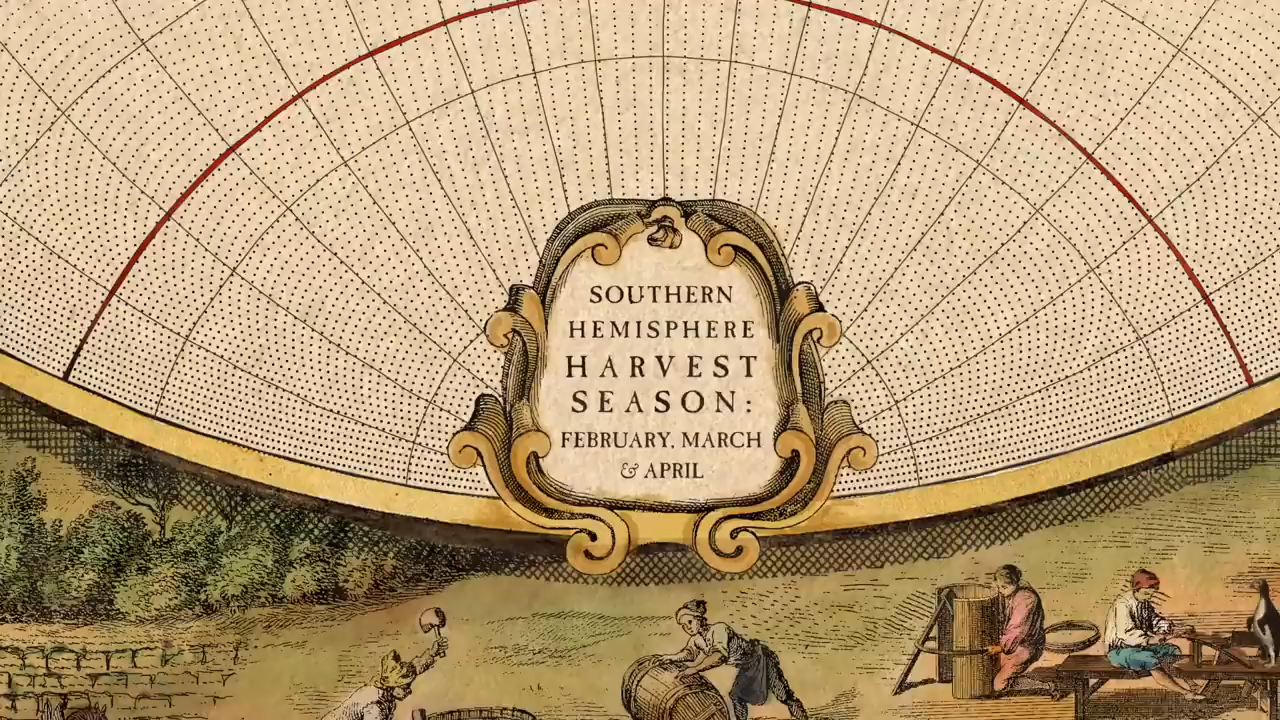 SOUTHERN
HEMISPHERE
HARVEST
SEASON:
FEBRUARY, MARCH
& APRIL